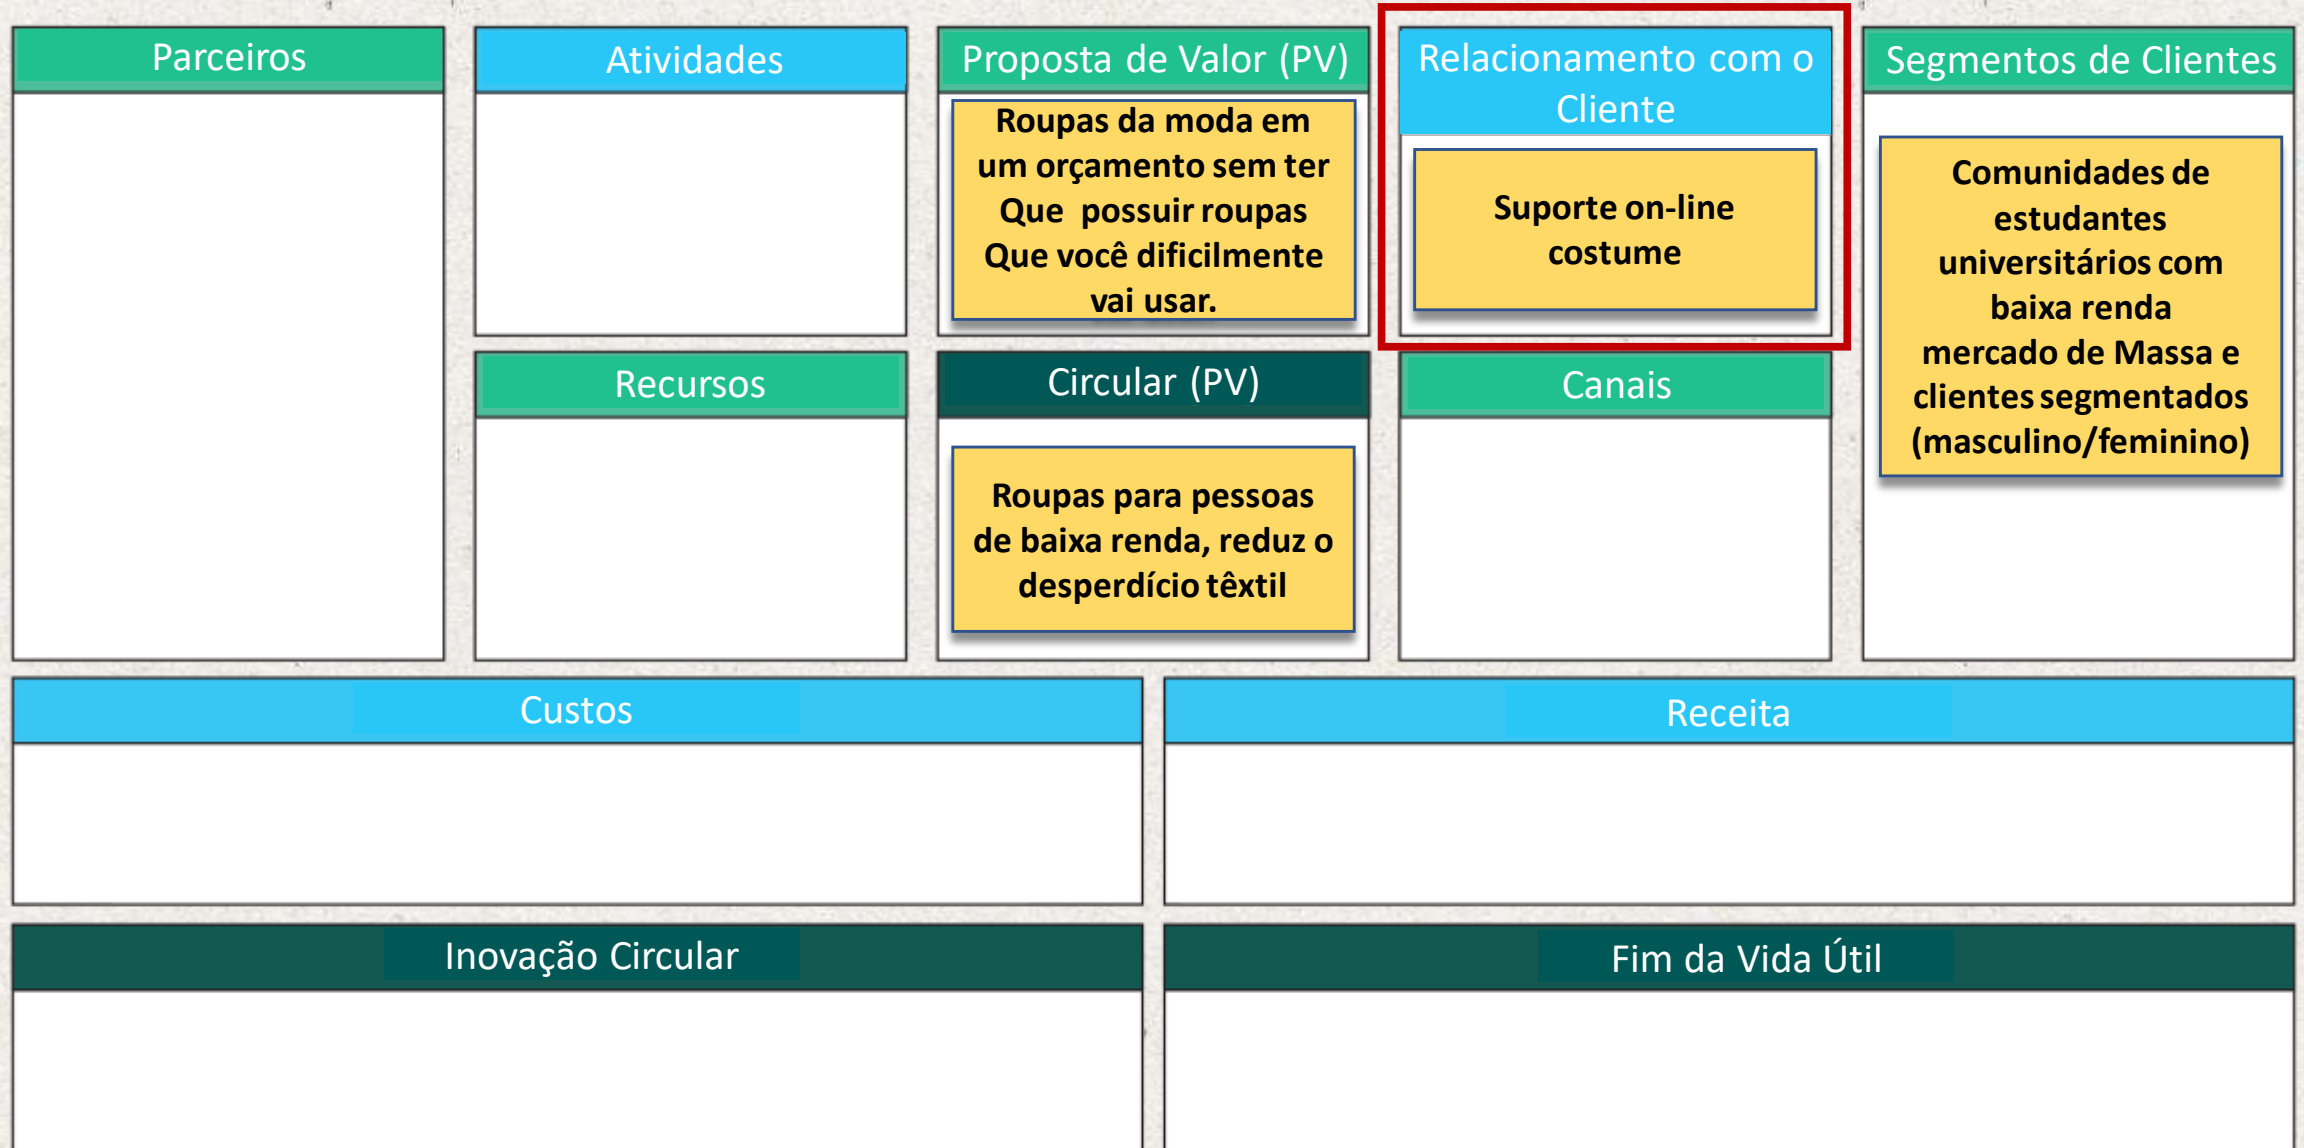 Parceiros
Atividades
Proposta de Valor (PV)
Roupas da moda em
um orçamento sem ter
Que possuir roupas
Que você dificilmente
vai usar.
Relacionamento com o
Cliente
Suporte on-line
costume
Segmentos de Clientes
Comunidades de
estudantes
universitários com
baixa renda
mercado de Massa e
clientes segmentados
(masculino/feminino)
Recursos
Circular (PV)
Roupas para pessoas
de baixa renda, reduz o
desperdício têxtil
Canais
Custos
Receita
Inovação Circular
Fim da Vida Útil